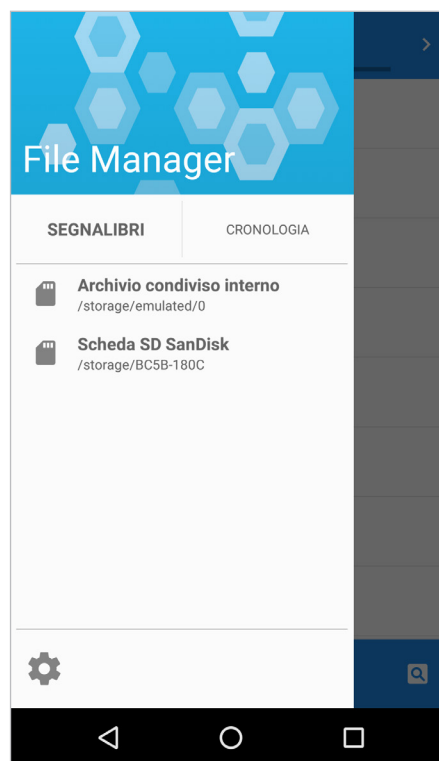 File Manager
SEGNALIBRI CRONOLOGIA
Archivio condiviso interno
/storage/emulated/0
Scheda SD SanDisk
/storage/BC5B-180C